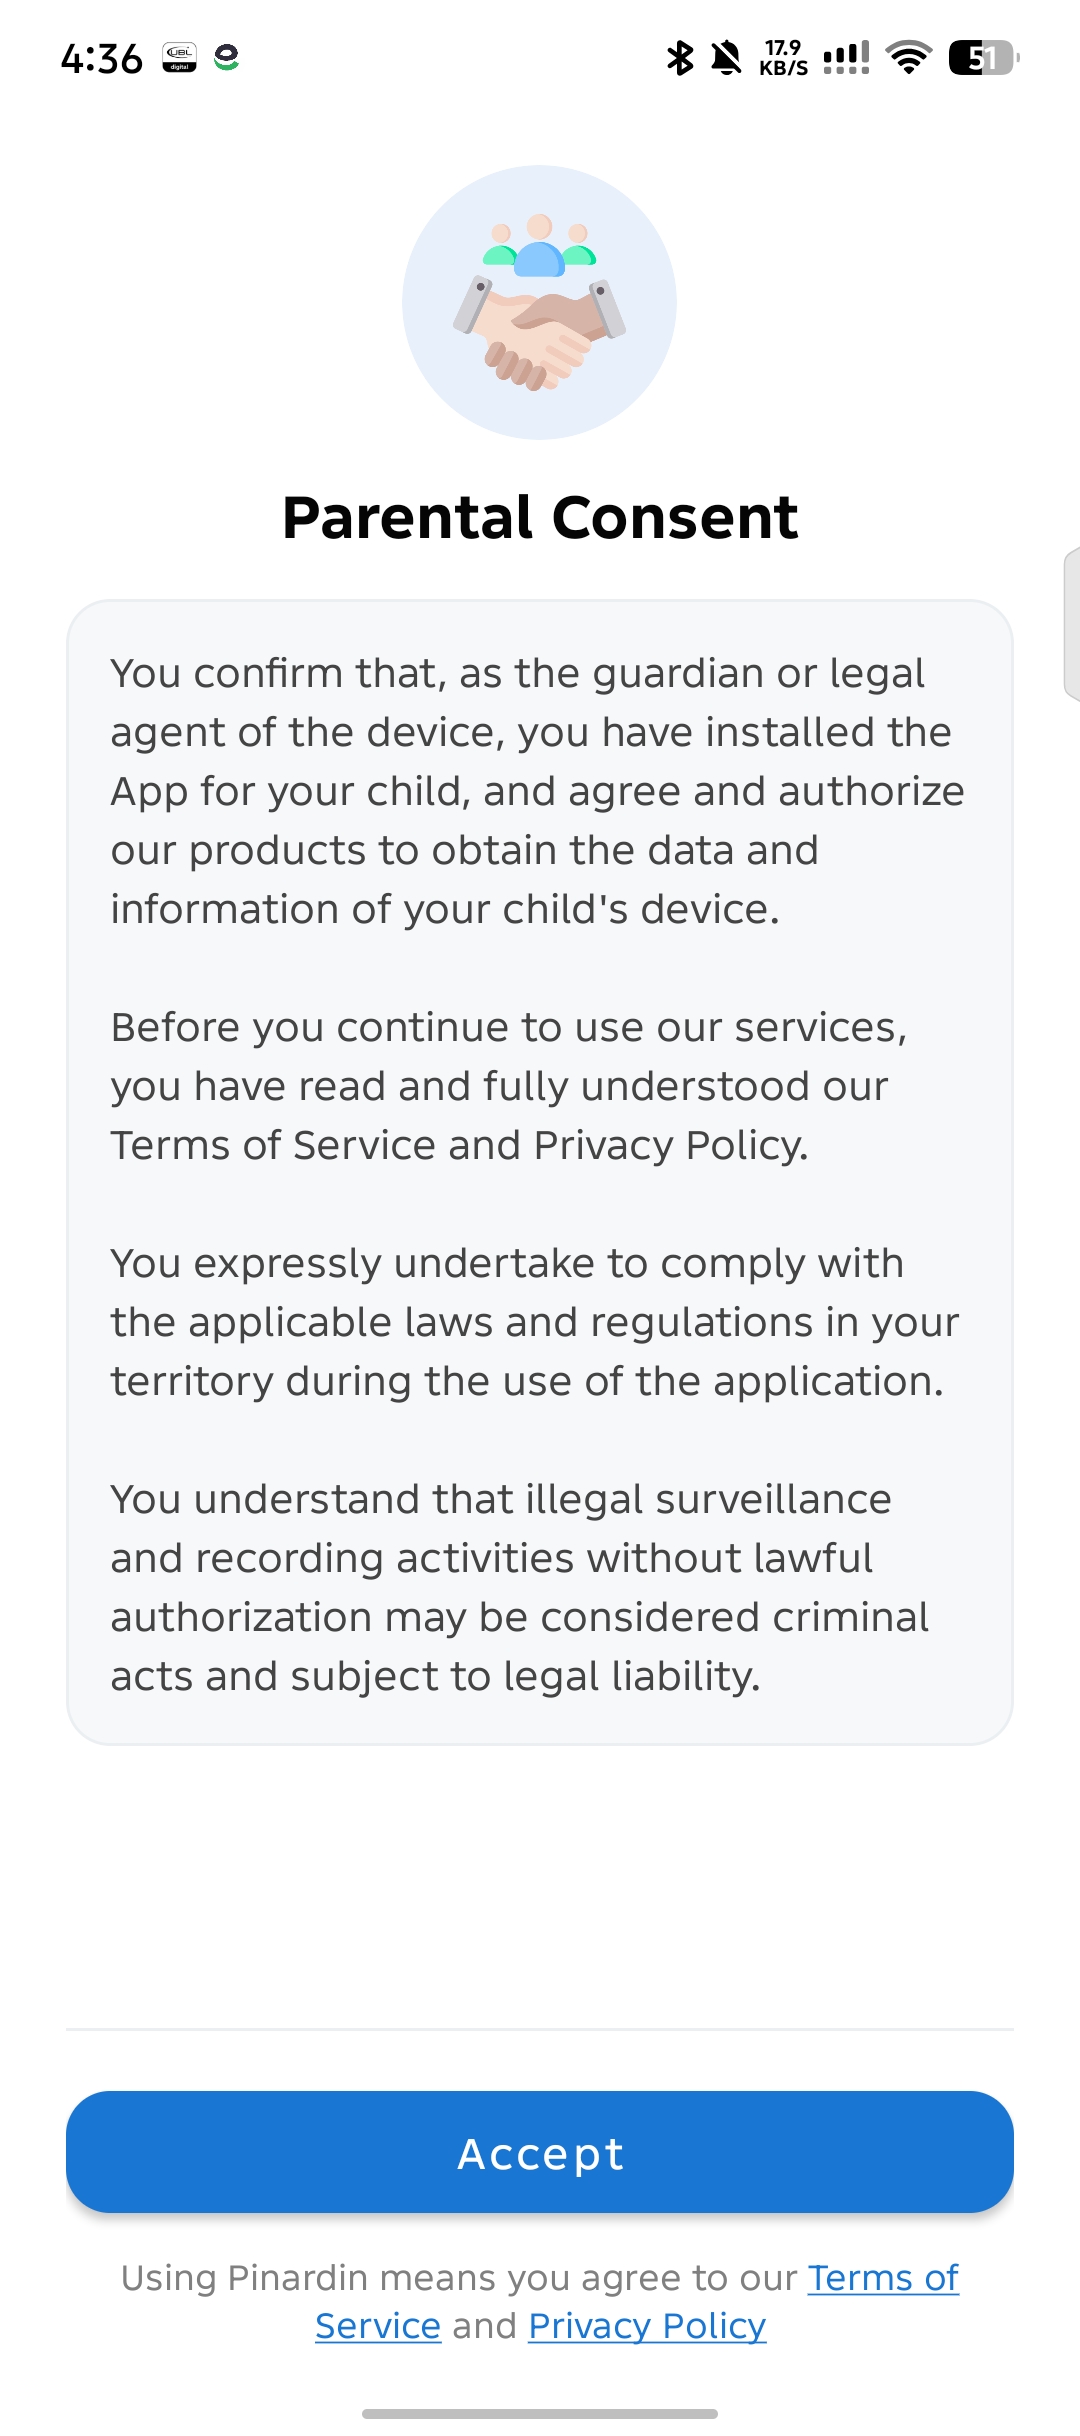 4:36
UBL
digital
17.9
KB/S
51
Parental Consent
You confirm that, as the guardian or legal
agent of the device, you have installed the
App for your child, and agree and authorize
our products to obtain the data and
information of your child's device.
Before you continue to use our services,
you have read and fully understood our
Terms of Service and Privacy Policy.
You expressly undertake to comply with
the applicable laws and regulations in your
territory during the use of the application.
You understand that illegal surveillance
and recording activities without lawful
authorization may be considered criminal
acts and subject to legal liability.
Accept
Using Pinardin means you agree to our Terms of
Service and Privacy Policy